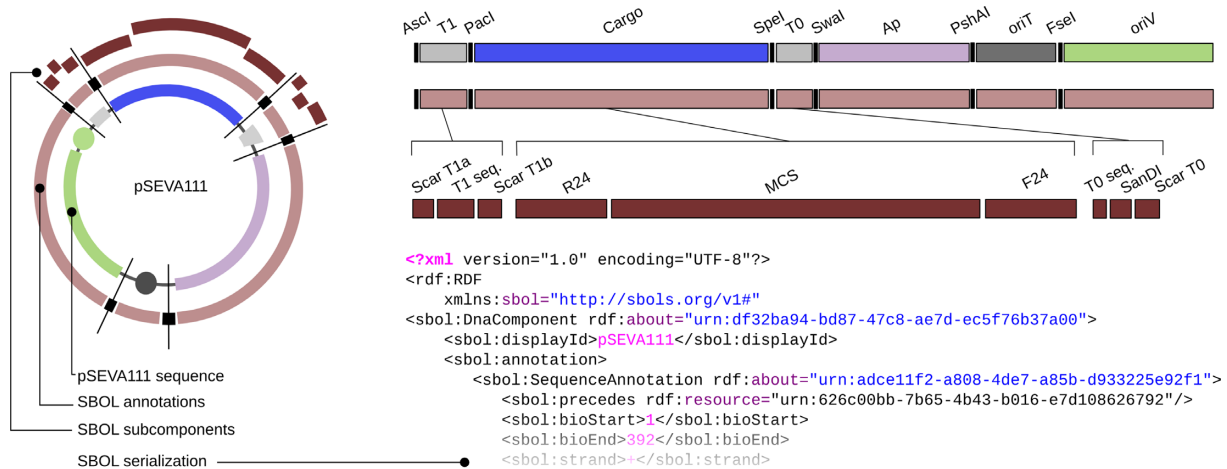 AscI T1 PacI Cargo SpeI T0 SwaI Ap PshAI oriT FseI oriV
pSEVA111
Scar T1a T1 seq. Scar T1b R24 MCS F24 T0 seq. SanDI Scar T0
<?xml version="1.0" encoding="UTF-8"?>
<rdf:RDF
xmlns:sbol="http://sbols.org/v1#"
<sbol:DnaComponent rdf:about="urn:df32ba94-bd87-47c8-ae7d-ec5f76b37a00">
<sbol:displayId>pSEVA111</sbol:displayId>
<sbol:annotation>
<sbol:SequenceAnnotation rdf:about="urn:adce11f2-a808-4de7-a85b-d933225e92f1">
<sbol:precedes rdf:resource="urn:626c00bb-7b65-4b43-b016-e7d108626792"/>
<sbol:bioStart>1</sbol:bioStart>
<sbol:bioEnd>392</sbol:bioEnd>
<sbol:strand>+</sbol:strand>
pSEVA111 sequence
SBOL annotations
SBOL subcomponents
SBOL serialization